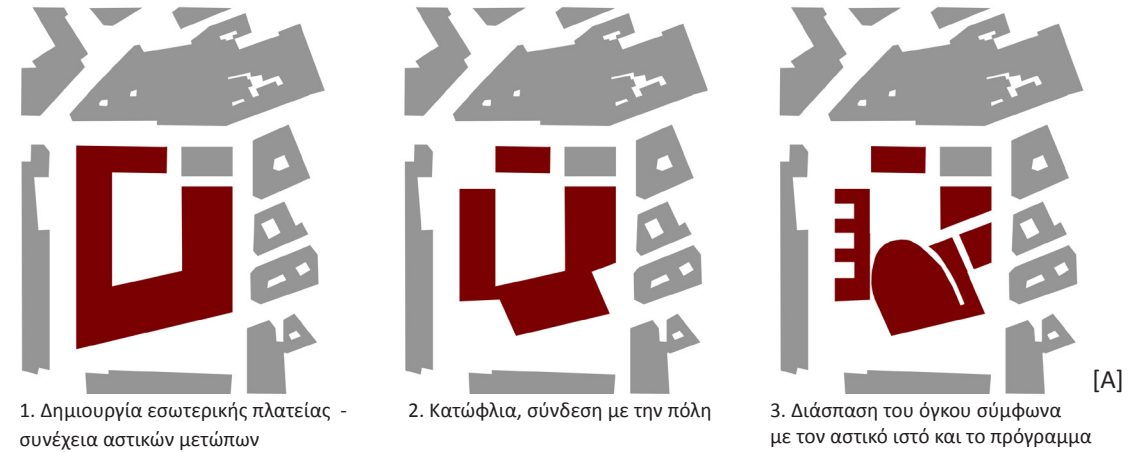 [A]
1. Δημιουργία εσωτερικής πλατείας -
συνέχεια αστικών μετώπων
2. Κατώφλια, σύνδεση με την πόλη
3. Διάσπαση του όγκου σύμφωνα
με τον αστικό ιστό και το πρόγραμμα